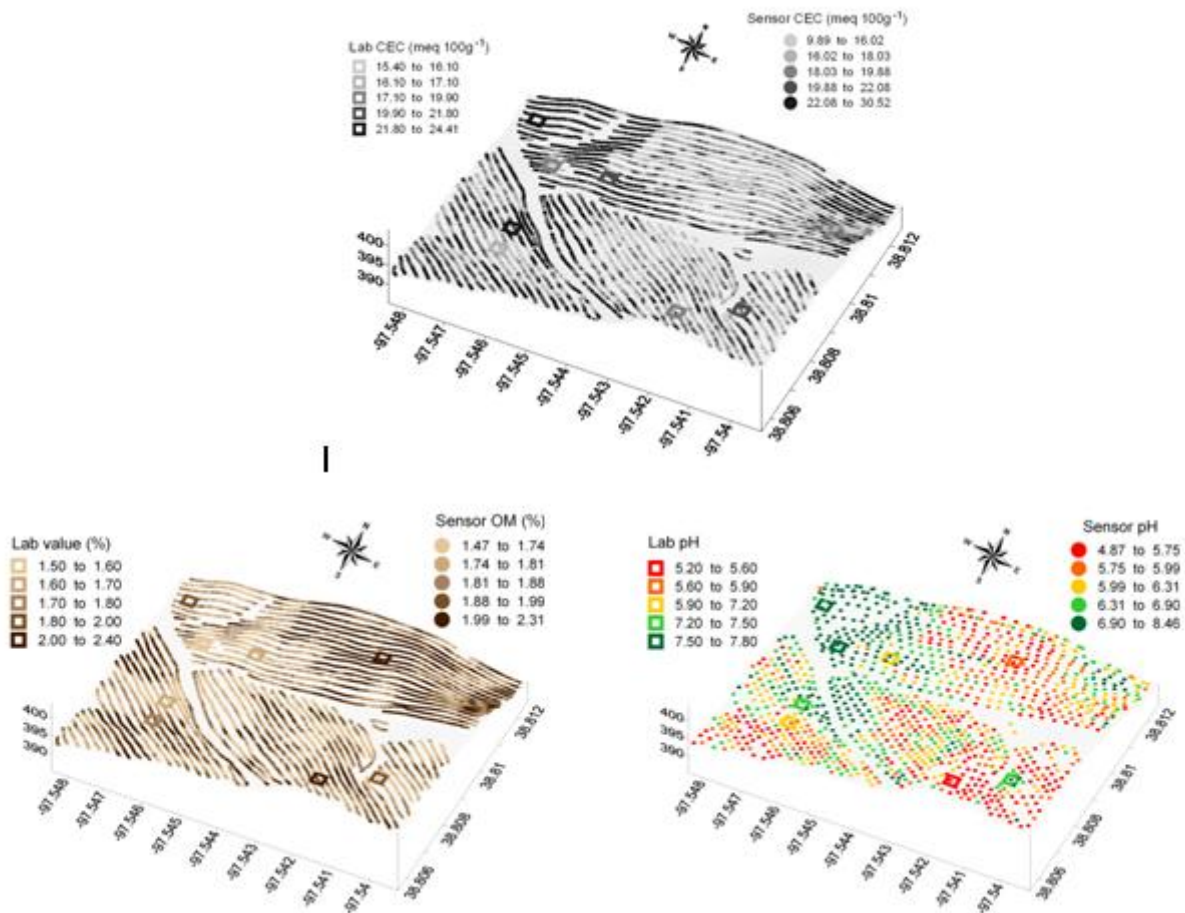 Sensor CEC (meq 100g⁻¹)
9.89 to 16.02
16.02 to 18.03
18.03 to 19.88
19.88 to 22.08
22.08 to 30.52
Lab CEC (meq 100g⁻¹)
15.40 to 16.10
16.10 to 17.10
17.10 to 19.90
19.90 to 21.80
21.80 to 24.41
400
395
390
-97.548
-97.547
-97.546
-97.545
-97.544
-97.543
-97.542
-97.541
-97.54
38.806
38.808
38.81
38.812
Lab value (%)
1.50 to 1.60
1.60 to 1.70
1.70 to 1.80
1.80 to 2.00
2.00 to 2.40
Sensor OM (%)
1.47 to 1.74
1.74 to 1.81
1.81 to 1.88
1.88 to 1.99
1.99 to 2.31
400
395
390
-97.548
-97.547
-97.546
-97.545
-97.544
-97.543
-97.542
-97.541
-97.54
38.806
38.808
38.81
38.812
Lab pH
5.20 to 5.60
5.60 to 5.90
5.90 to 7.20
7.20 to 7.50
7.50 to 7.80
Sensor pH
4.87 to 5.75
5.75 to 5.99
5.99 to 6.31
6.31 to 6.90
6.90 to 8.46
400
395
390
-97.548
-97.547
-97.546
-97.545
-97.544
-97.543
-97.542
-97.541
-97.54
38.806
38.808
38.81
38.812